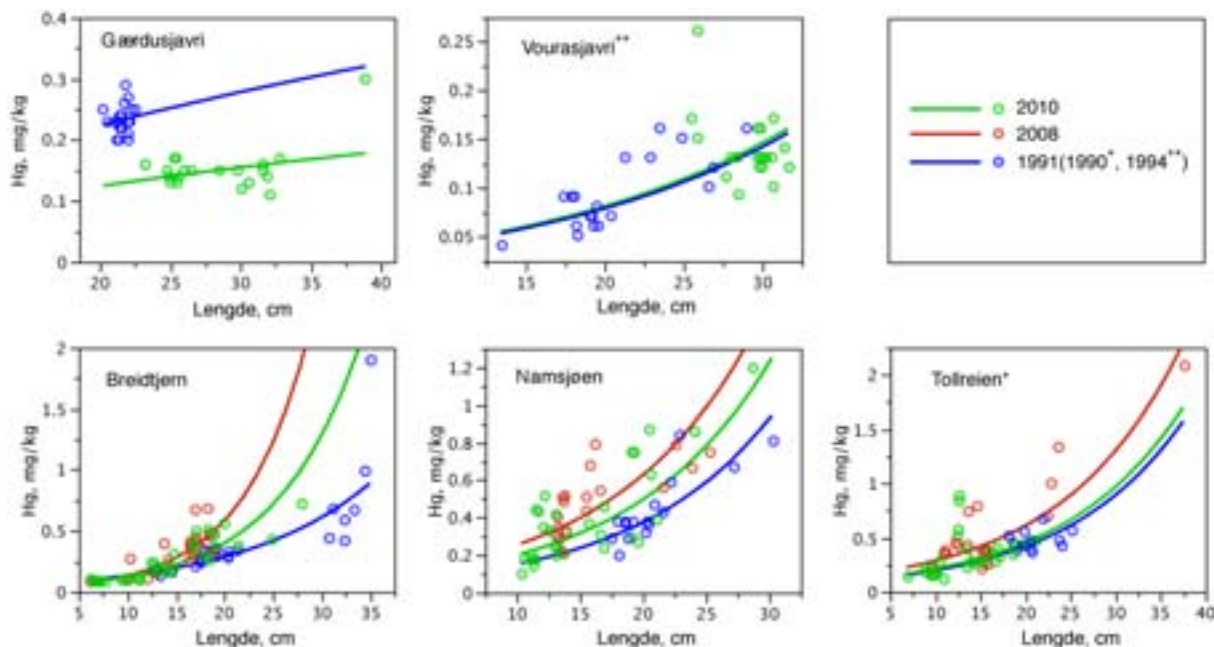 Gærdusjavri
0.4
0.3
0.2
0.1
0
Hg, mg/kg
20 25 30 35 40
Lengde, cm
Vourasjavri++
0.25
0.20
0.15
0.10
0.05
Hg, mg/kg
15 20 25 30
Lengde, cm
2010
2008
1991(1990+, 1994++)
Breidtjern
2
1.5
1
0.5
0
Hg, mg/kg
5 10 15 20 25 30 35
Lengde, cm
Namsjøen
1.2
1.0
0.8
0.6
0.4
0.2
0
Hg, mg/kg
10 15 20 25 30
Lengde, cm
Tollreien+
2
1.5
1
0.5
0
Hg, mg/kg
5 10 15 20 25 30 35 40
Lengde, cm